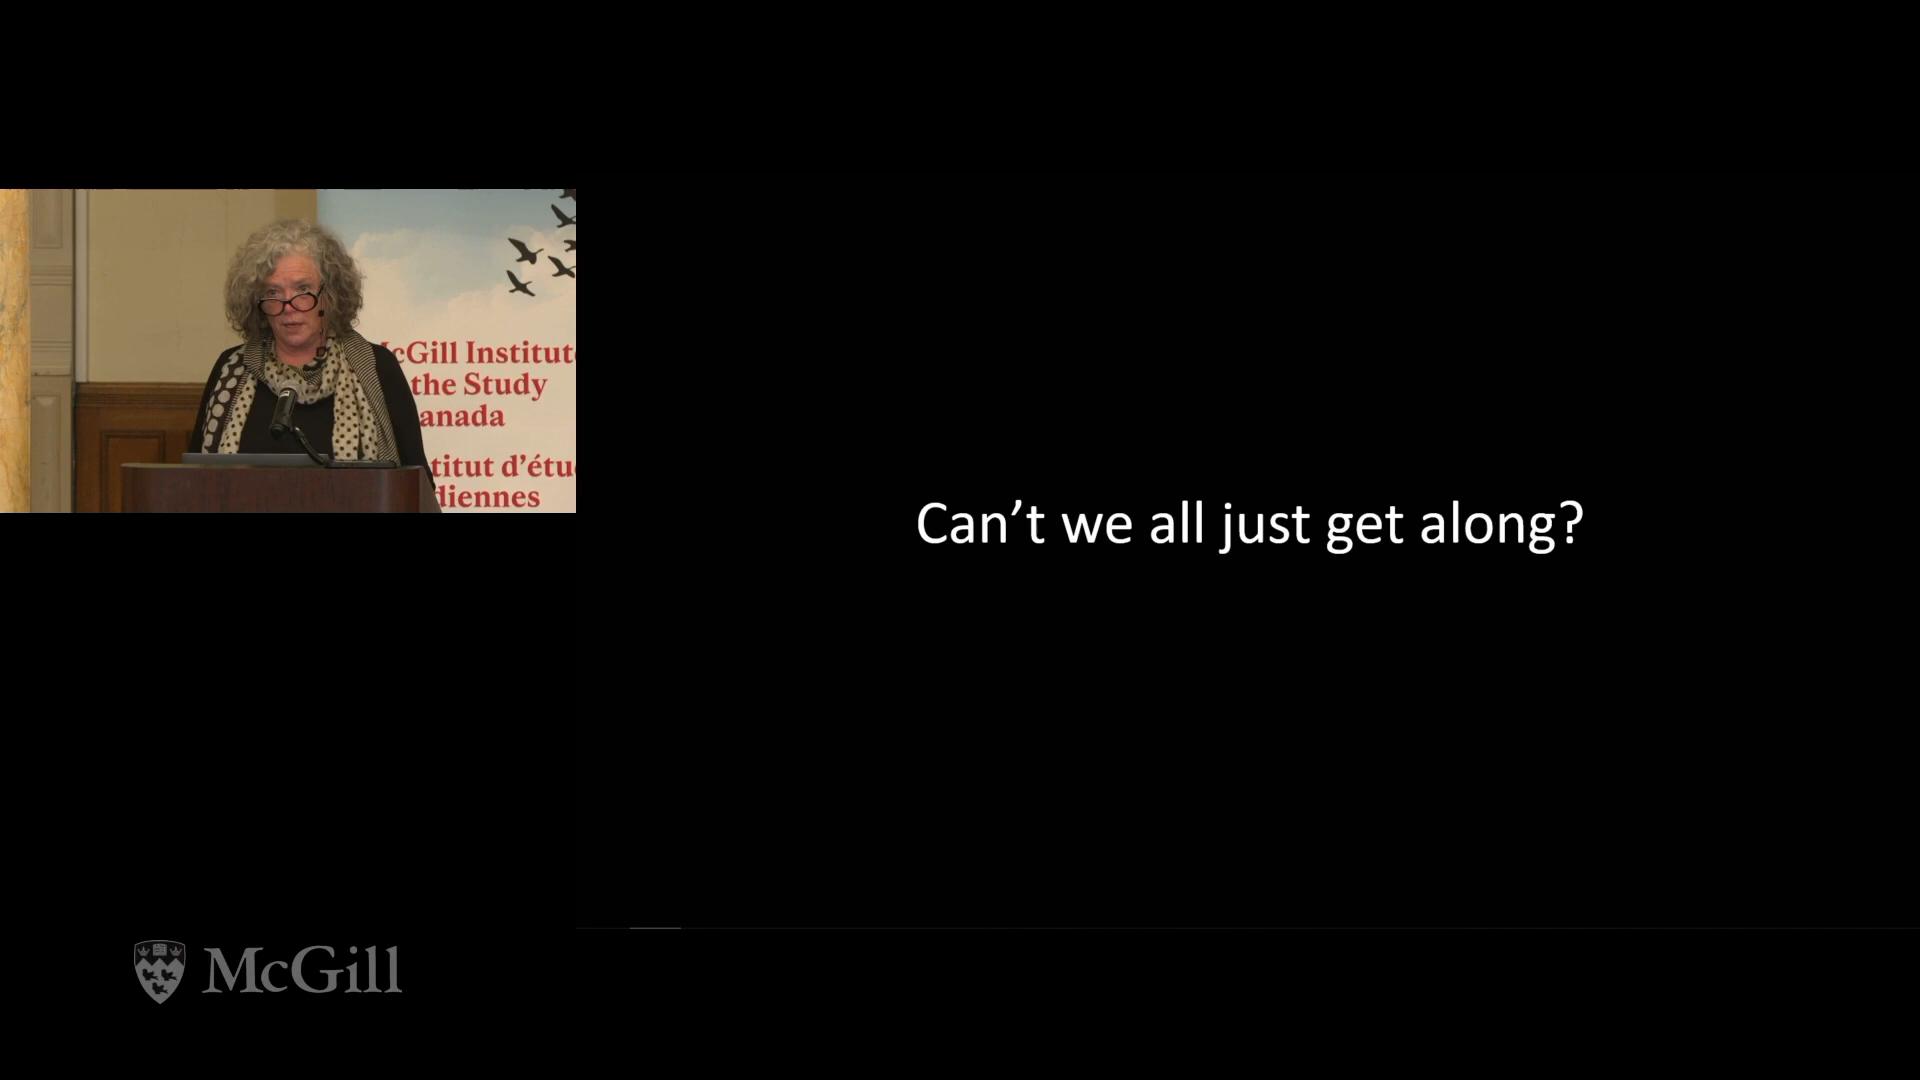 cGill Institut
the Study
anada
titut d'étu
diennes
Can't we all just get along?
McGill